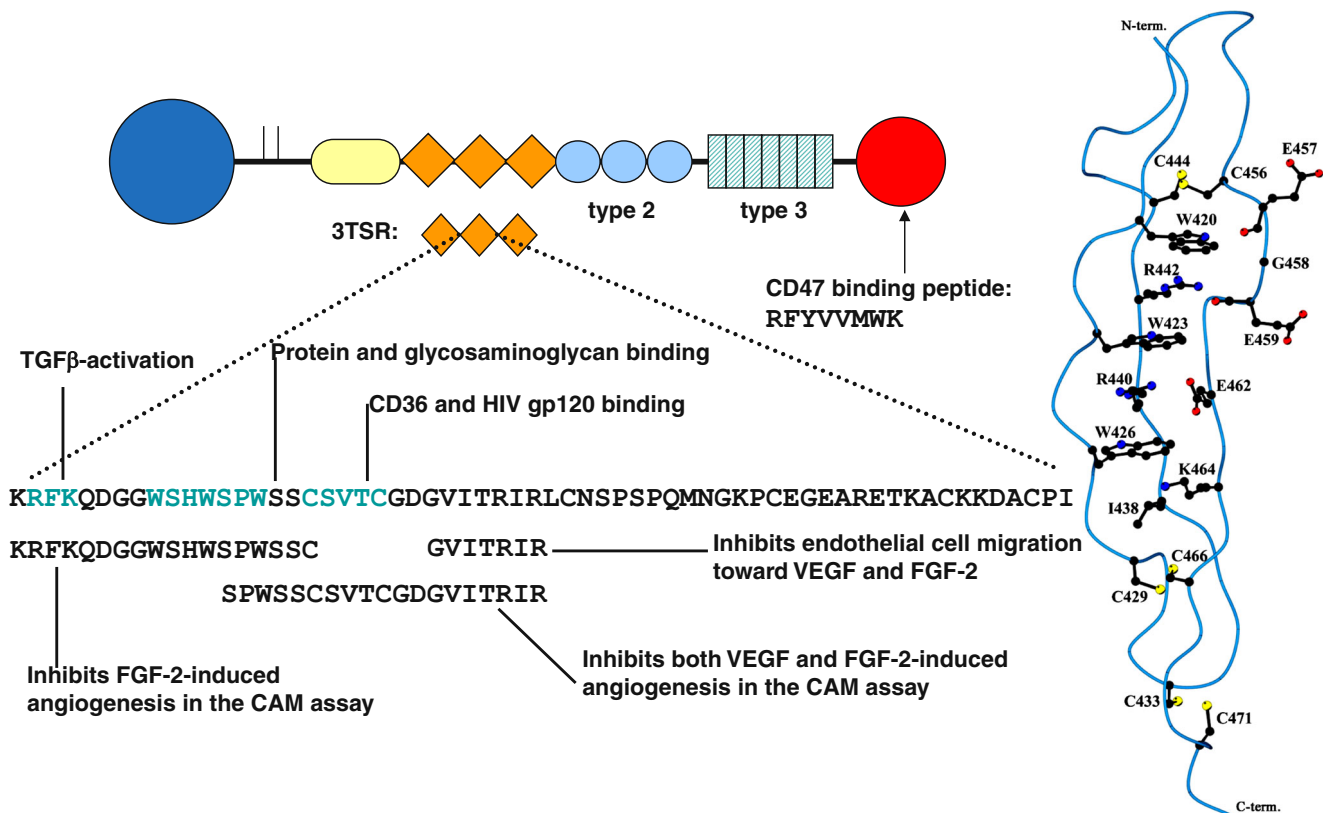 type 2
type 3
3TSR:
CD47 binding peptide:
RFYVVMWK
TGFβ-activation
Protein and glycosaminoglycan binding
CD36 and HIV gp120 binding
KRFKQDGGWSHWSPWSSCSVTCGDGVITRIRLCNSPSPQMNGKPCEGEARETKACKKDACPI
KRFKQDGGWSHWSPWSSC
GVITRIR
Inhibits endothelial cell migration
toward VEGF and FGF-2
SPWSSCSVTCGDGVITRIR
Inhibits FGF-2-induced
angiogenesis in the CAM assay
Inhibits both VEGF and FGF-2-induced
angiogenesis in the CAM assay
N-term.
E457
C444
C456
W420
G458
R442
W423
E459
R440
E462
W426
K464
I438
C466
C429
C433
C471
C-term.